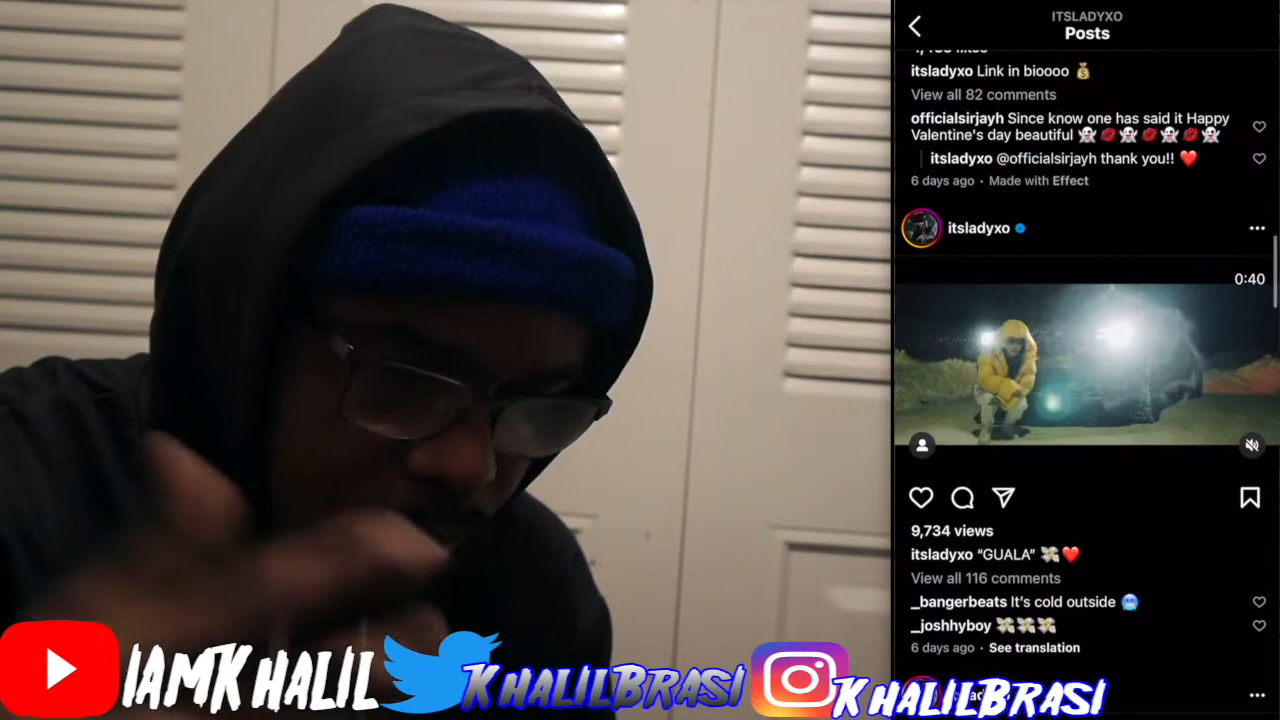 ITSLADYXO
Posts
itsladyxo Link in bioooo 💰
View all 82 comments
officialsirjayh Since know one has said it Happy
Valentine's day beautiful 👻💋👻💋👻💋👻
itsladyxo @officialsirjayh thank you!! ❤️
6 days ago · Made with Effect
itsladyxo
0:40
9,734 views
itsladyxo “GUALA” 💸❤️
View all 116 comments
_bangerbeats It’s cold outside 🥶
_joshhyboy 💸💸💸
6 days ago · See translation
IAMKHALIL
KHALILBRASI
KHALILBRASI